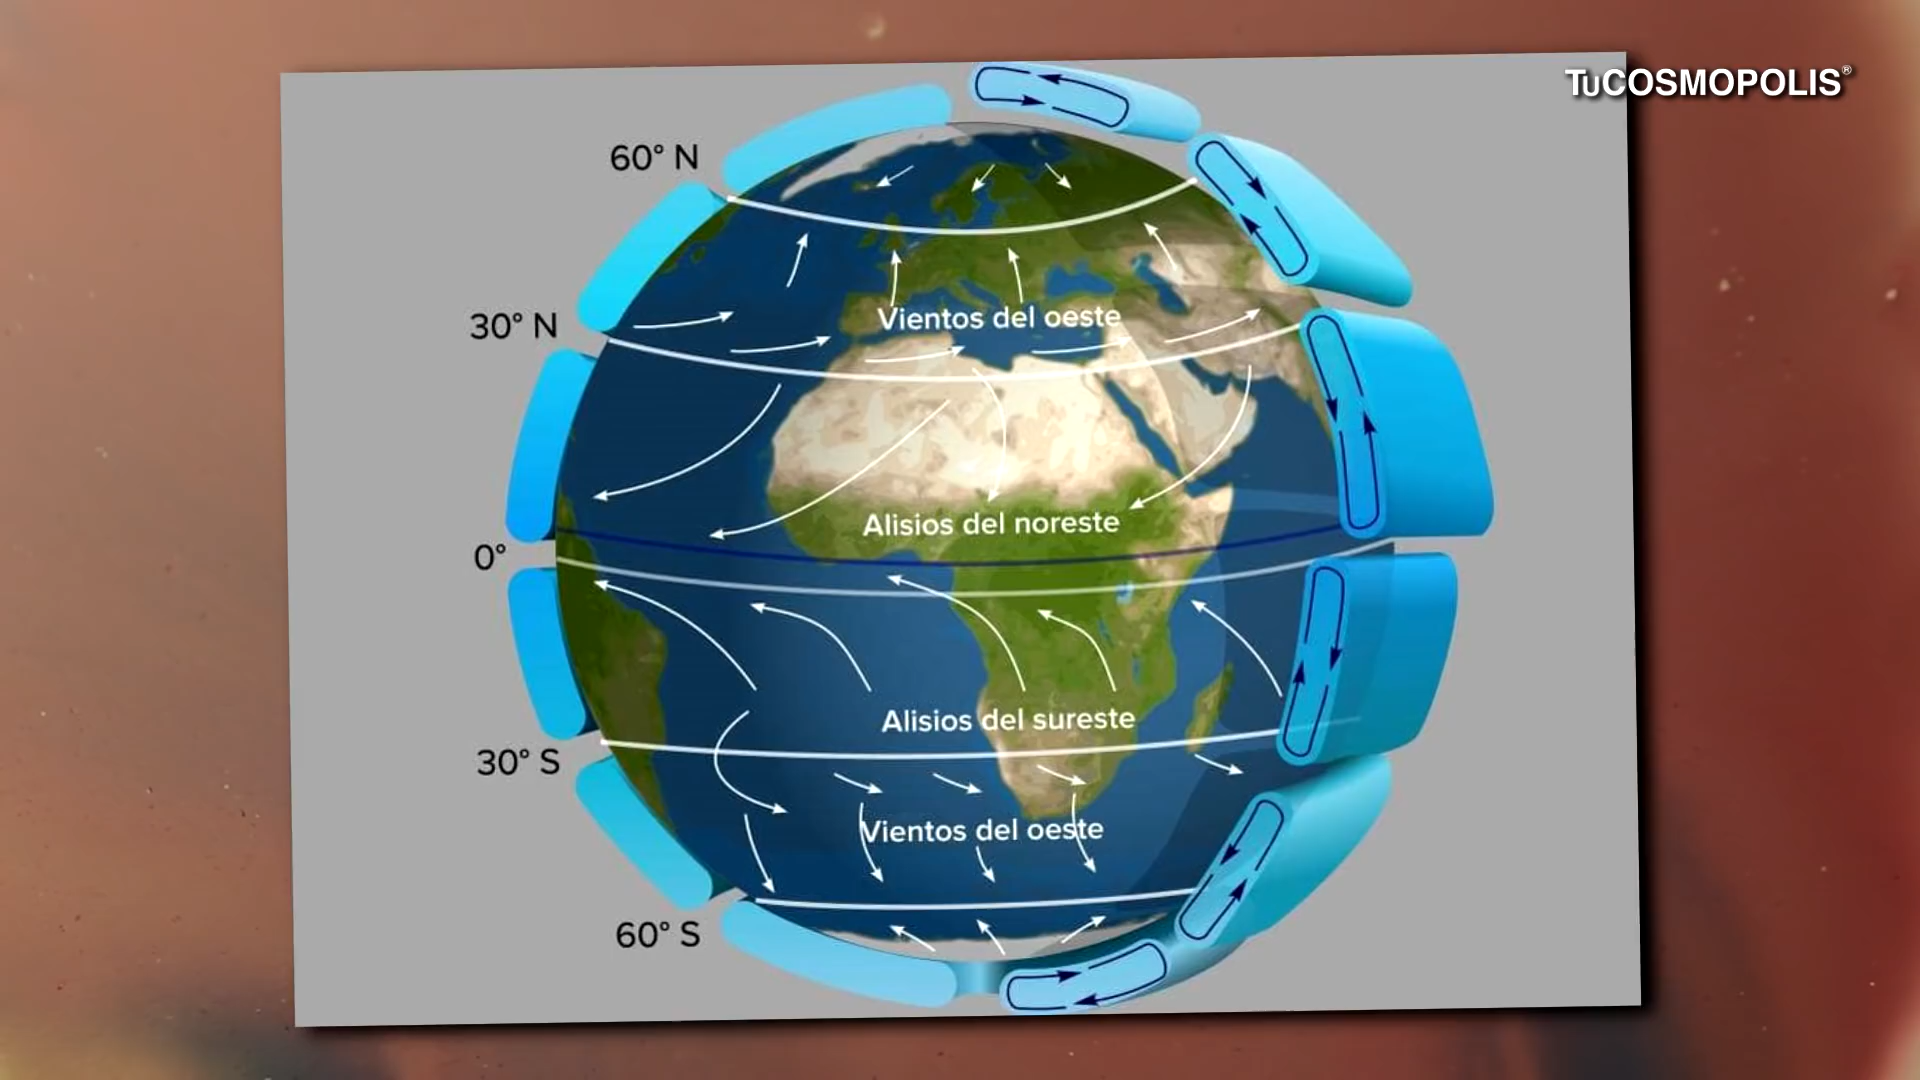 TUCOSMOPOLIS®
60° N
30° N
Vientos del oeste
Alisios del noreste
0°
Alisios del sureste
30° S
Vientos del oeste
60° S